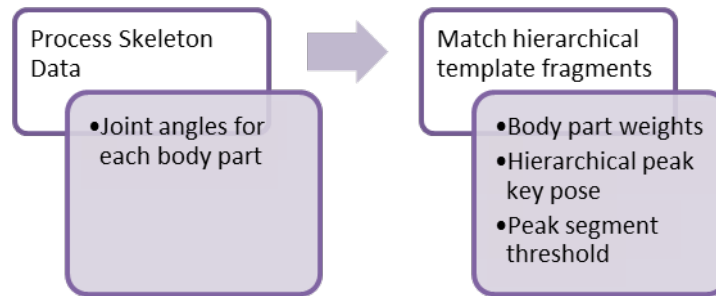 Process Skeleton
Data
•Joint angles for
each body part
Match hierarchical
template fragments
•Body part weights
•Hierarchical peak
key pose
•Peak segment
threshold